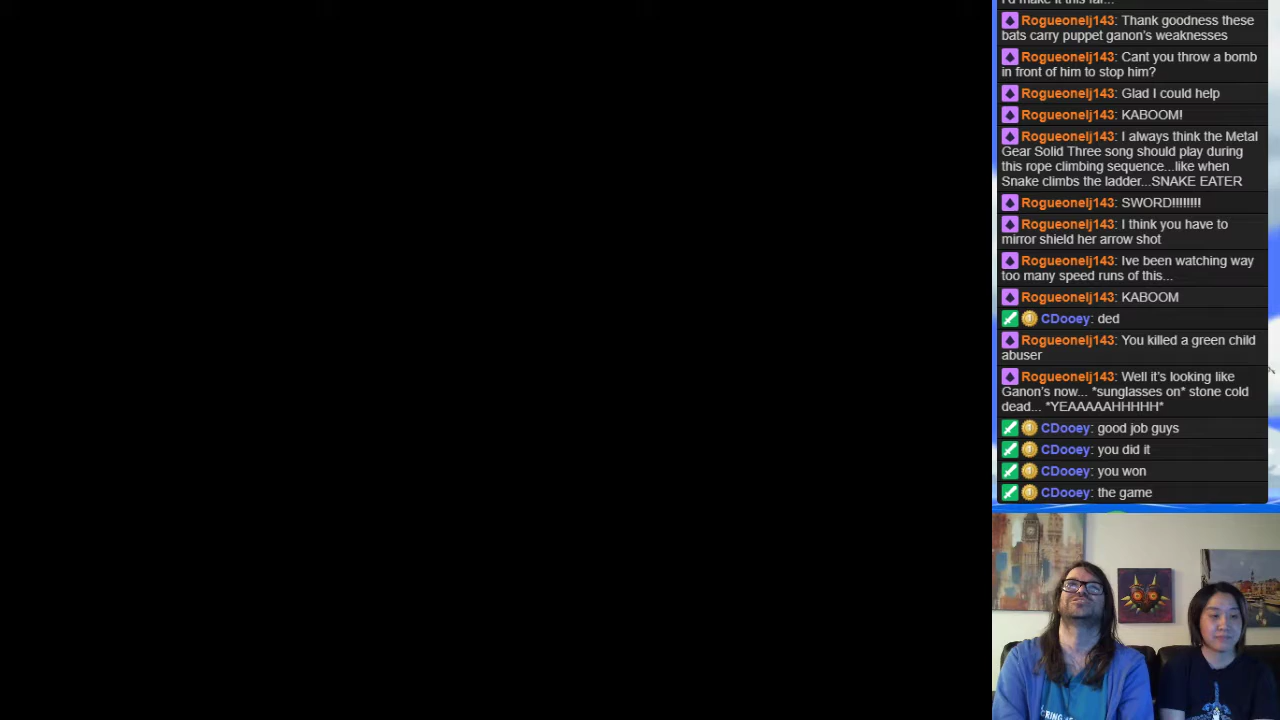 I'd make it this far...
Rogueonelj143: Thank goodness these
bats carry puppet ganon's weaknesses
Rogueonelj143: Cant you throw a bomb
in front of him to stop him?
Rogueonelj143: Glad I could help
Rogueonelj143: KABOOM!
Rogueonelj143: I always think the Metal
Gear Solid Three song should play during
this rope climbing sequence...like when
Snake climbs the ladder...SNAKE EATER
Rogueonelj143: SWORD!!!!!!!!
Rogueonelj143: I think you have to
mirror shield her arrow shot
Rogueonelj143: Ive been watching way
too many speed runs of this...
Rogueonelj143: KABOOM
CDooey: ded
Rogueonelj143: You killed a green child
abuser
Rogueonelj143: Well it's looking like
Ganon's now... *sunglasses on* stone cold
dead... *YEAAAAAHHHHH*
CDooey: good job guys
CDooey: you did it
CDooey: you won
CDooey: the game